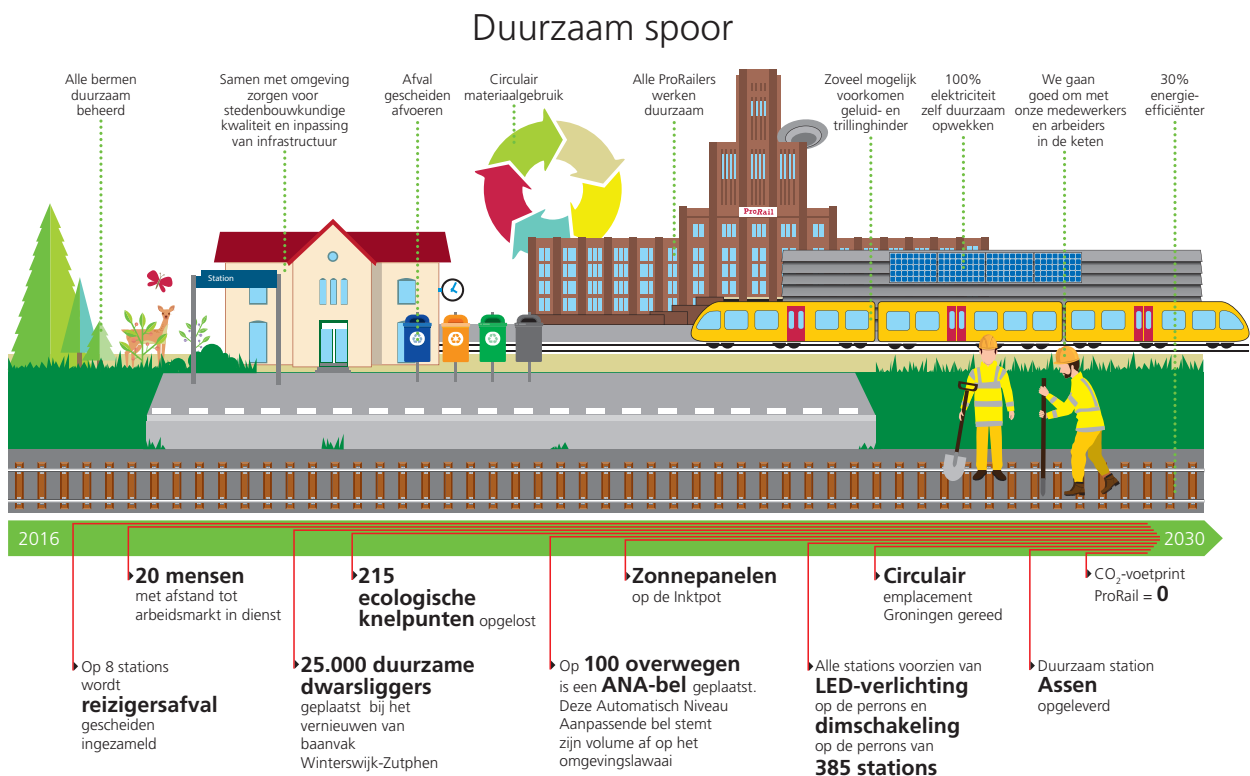 Duurzaam spoor
Alle bermen
duurzaam
beheerd
Samen met omgeving
zorgen voor
stedenbouwkundige
kwaliteit en inpassing
van infrastructuur
Afval
gescheiden
afvoeren
Circulair
materiaalgebruik
Alle ProRailers
werken
duurzaam
Zoveel mogelijk
voorkomen
geluid- en
trillinghinder
100%
elektriciteit
zelf duurzaam
opwekken
We gaan
goed om met
onze medewerkers
en arbeiders
in de keten
30%
energie-
efficiënter
ProRail
Station
2016
2030
20 mensen
met afstand tot
arbeidsmarkt in dienst
215
ecologische
knelpunten opgelost
Zonnepanelen
op de Inktpot
Circulair
emplacement
Groningen gereed
CO₂-voetprint
ProRail = 0
Op 8 stations
wordt
reizigersafval
gescheiden
ingezameld
25.000 duurzame
dwarsliggers
geplaatst bij het
vernieuwen van
baanvak
Winterswijk-Zutphen
Op 100 overwegen
is een ANA-bel geplaatst.
Deze Automatisch Niveau
Aanpassende bel stemt
zijn volume af op het
omgevingslawaai
Alle stations voorzien van
LED-verlichting
op de perrons en
dimschakeling
op de perrons van
385 stations
Duurzaam station
Assen
opgeleverd